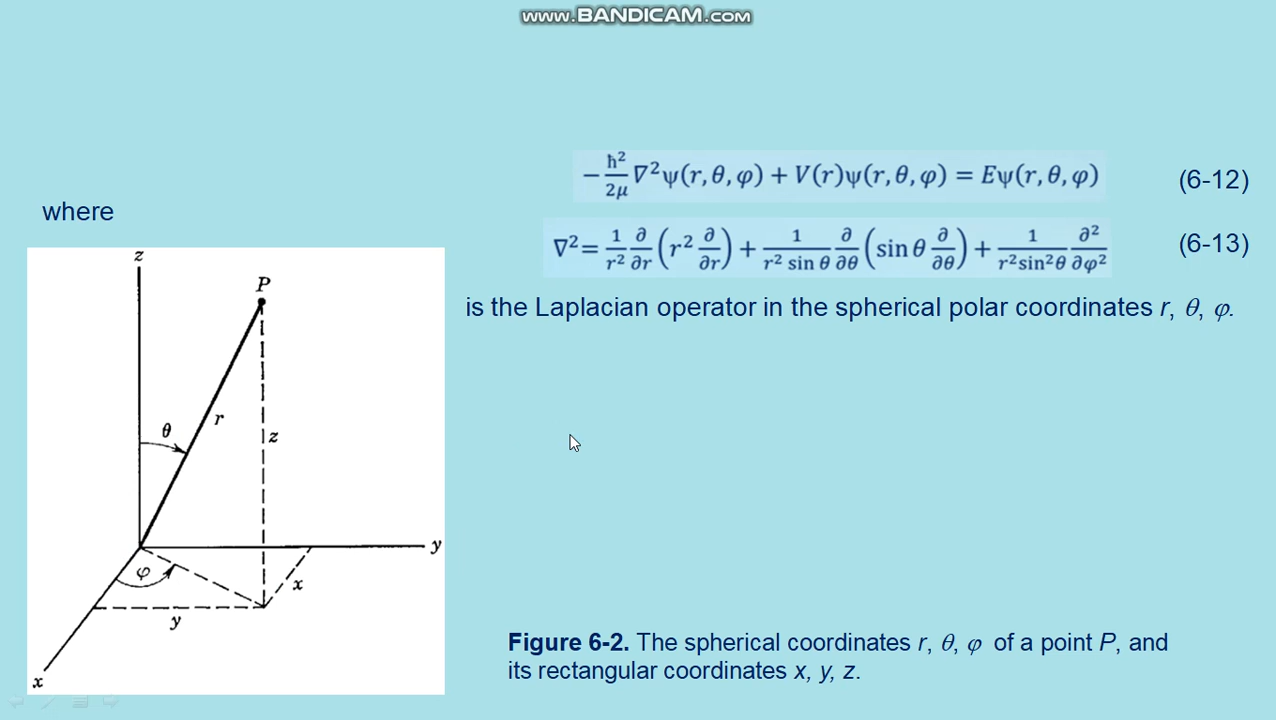 www.BANDICAM.com
−ħ²/2μ ∇²ψ(r, θ, φ) + V(r)ψ(r, θ, φ) = Eψ(r, θ, φ) (6-12)
where
∇²= 1/r² ∂/∂r (r² ∂/∂r) + 1/(r² sin θ) ∂/∂θ (sin θ ∂/∂θ) + 1/(r²sin²θ) ∂²/∂φ² (6-13)
is the Laplacian operator in the spherical polar coordinates r, θ, φ.
z
P
θ
r
z
y
φ
x
y
x
Figure 6-2. The spherical coordinates r, θ, φ of a point P, and
its rectangular coordinates x, y, z.